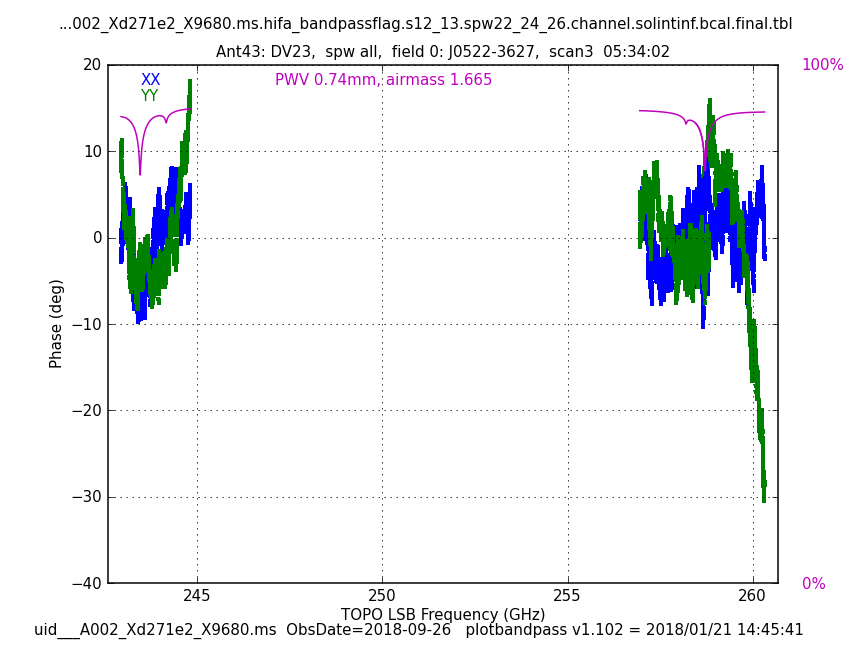 ...002_Xd271e2_X9680.ms.hifa_bandpassflag.s12_13.spw22_24_26.channel.solintinf.bcal.final.tbl
Ant43: DV23,  spw all,  field 0: J0522-3627,  scan3  05:34:02
20
XX
PWV 0.74mm, airmass 1.665
100%
YY
10
0
Phase (deg)
−10
−20
−30
−40
0%
245
250
255
260
TOPO LSB Frequency (GHz)
uid___A002_Xd271e2_X9680.ms  ObsDate=2018-09-26   plotbandpass v1.102 = 2018/01/21 14:45:41